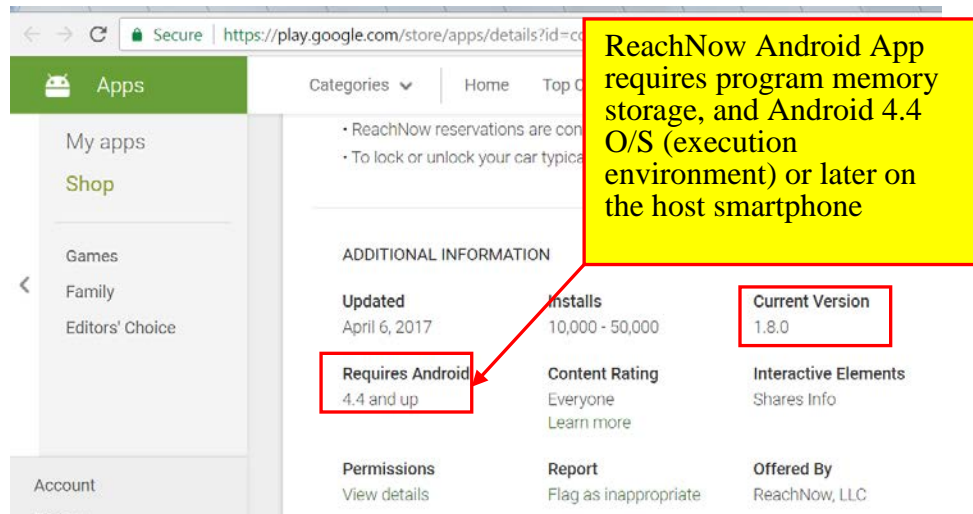 Secure https://play.google.com/store/apps/details?id=
ReachNow Android App
requires program memory
storage, and Android 4.4
O/S (execution
environment) or later on
the host smartphone
Apps
Categories Home Top
My apps
Shop
Games
Family
Editors' Choice
Account
• ReachNow reservations are
• To lock or unlock your car
ADDITIONAL INFORMATION
Updated Installs Current Version
April 6, 2017 10,000 - 50,000 1.8.0
Requires Android Content Rating Interactive Elements
4.4 and up Everyone Shares Info
Learn more
Permissions Report Offered By
View details Flag as inappropriate ReachNow, LLC